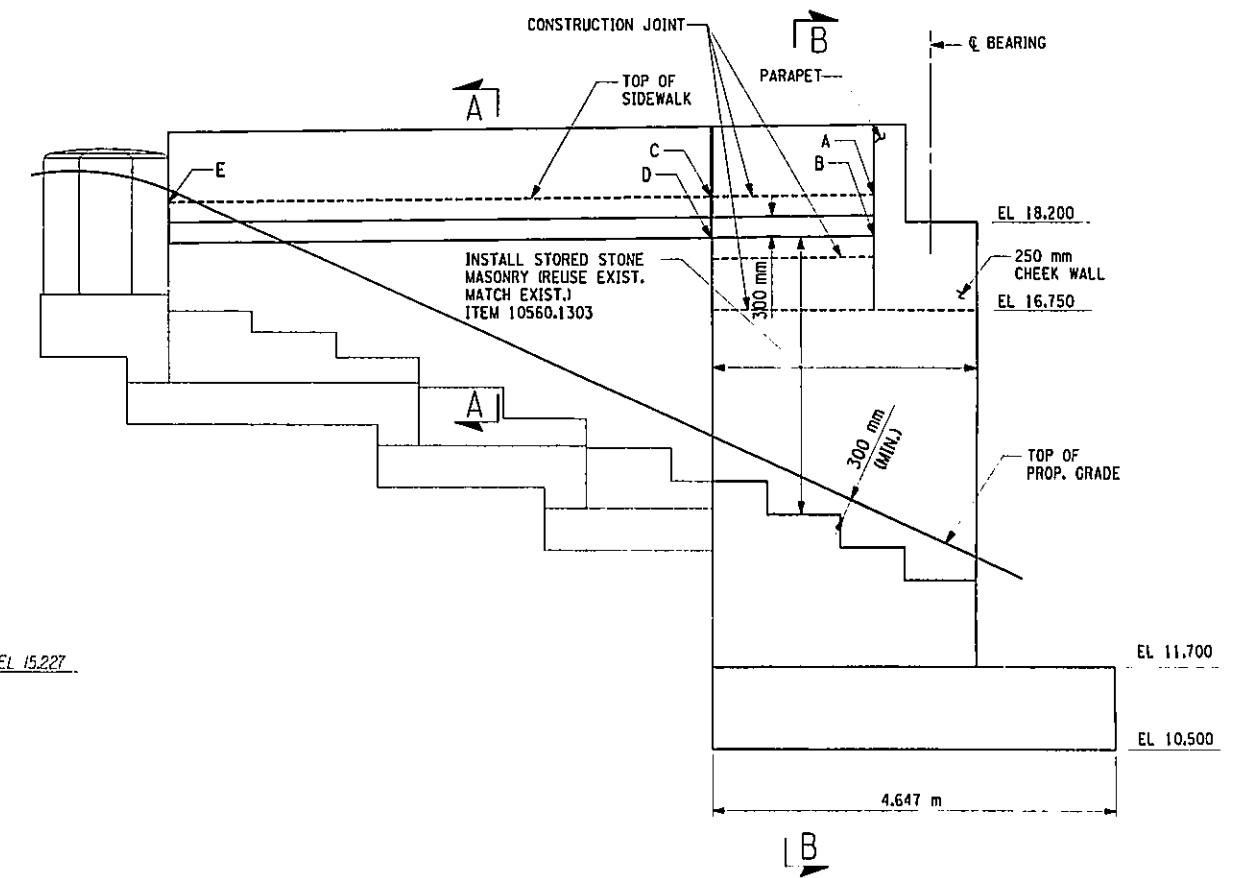 CONSTRUCTION JOINT
B
℄ BEARING
A
TOP OF
SIDEWALK
PARAPET
E
C
D
A
B
EL 18.200
INSTALL STORED STONE
MASONRY (REUSE EXIST.
MATCH EXIST.)
ITEM 10560.1303
300 mm
250 mm
CHEEK WALL
EL 16.750
A
300 mm
(MIN.)
TOP OF
PROP. GRADE
EL 15.227
EL 11.700
EL 10.500
4.647 m
B